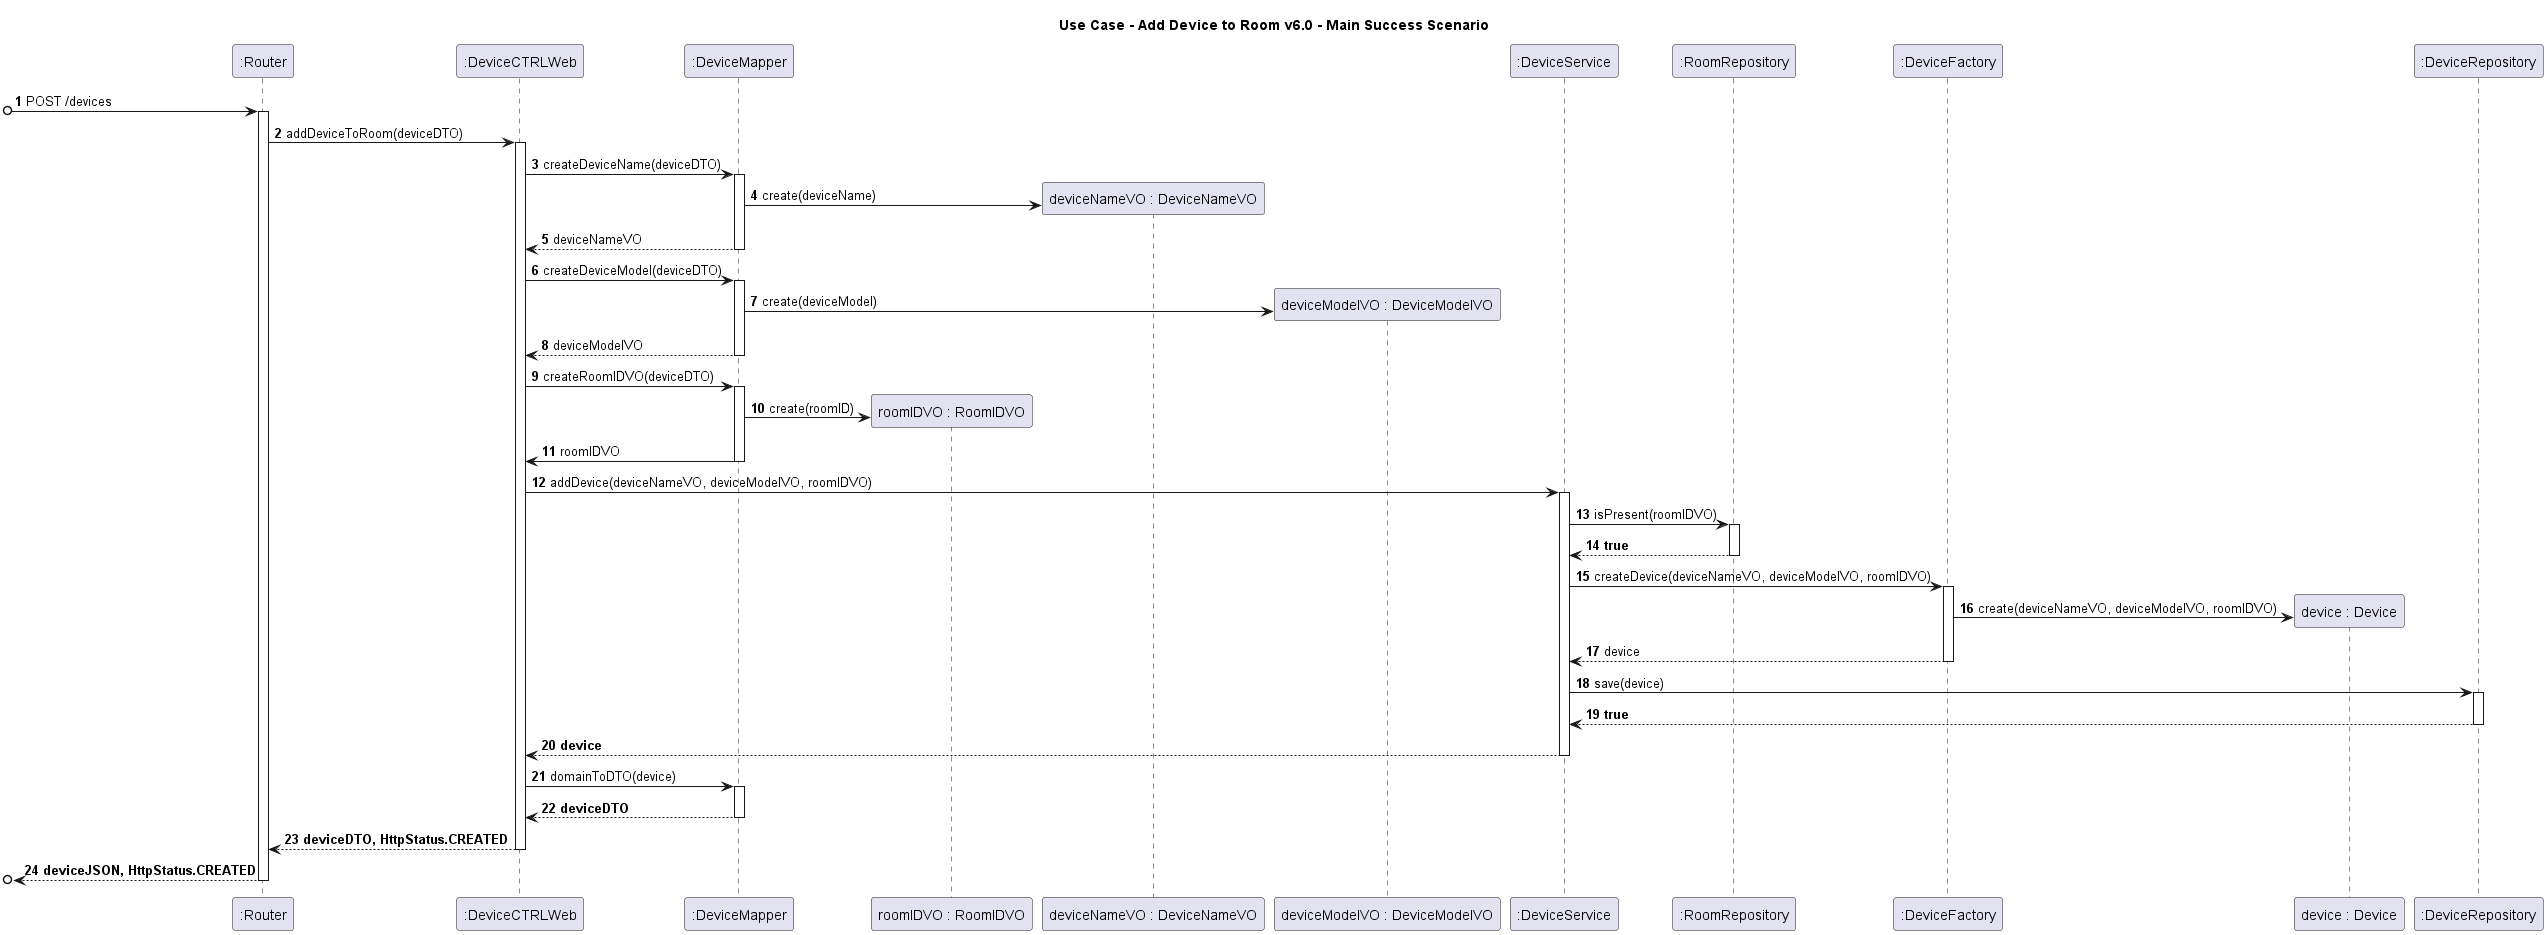 Use Case - Add Device to Room v6.0 - Main Success Scenario
:Router
:DeviceCTRLWeb
:DeviceMapper
:DeviceService
:RoomRepository
:DeviceFactory
:DeviceRepository
1 POST /devices
2 addDeviceToRoom(deviceDTO)
3 createDeviceName(deviceDTO)
4 create(deviceName)
deviceNameVO : DeviceNameVO
5 deviceNameVO
6 createDeviceModel(deviceDTO)
7 create(deviceModel)
deviceModelVO : DeviceModelVO
8 deviceModelVO
9 createRoomIDVO(deviceDTO)
10 create(roomID)
roomIDVO : RoomIDVO
11 roomIDVO
12 addDevice(deviceNameVO, deviceModelVO, roomIDVO)
13 isPresent(roomIDVO)
14 true
15 createDevice(deviceNameVO, deviceModelVO, roomIDVO)
16 create(deviceNameVO, deviceModelVO, roomIDVO)
device : Device
17 device
18 save(device)
19 true
20 device
21 domainToDTO(device)
22 deviceDTO
23 deviceDTO, HttpStatus.CREATED
24 deviceJSON, HttpStatus.CREATED
:Router
:DeviceCTRLWeb
:DeviceMapper
roomIDVO : RoomIDVO
deviceNameVO : DeviceNameVO
deviceModelVO : DeviceModelVO
:DeviceService
:RoomRepository
:DeviceFactory
device : Device
:DeviceRepository